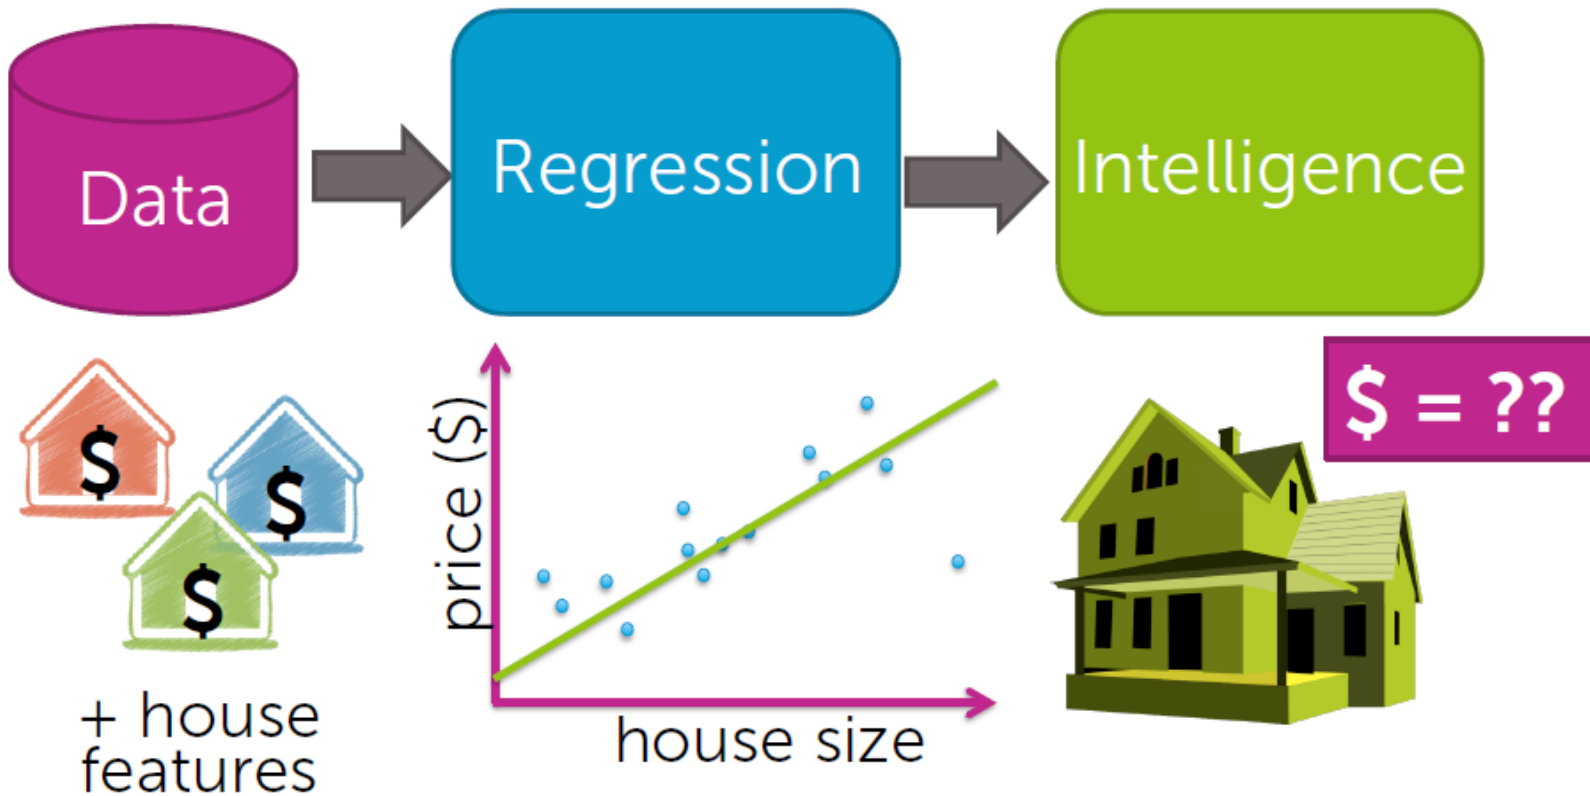 Data
Regression
Intelligence
$
$
$
+ house
features
price ($)
house size
$ = ??